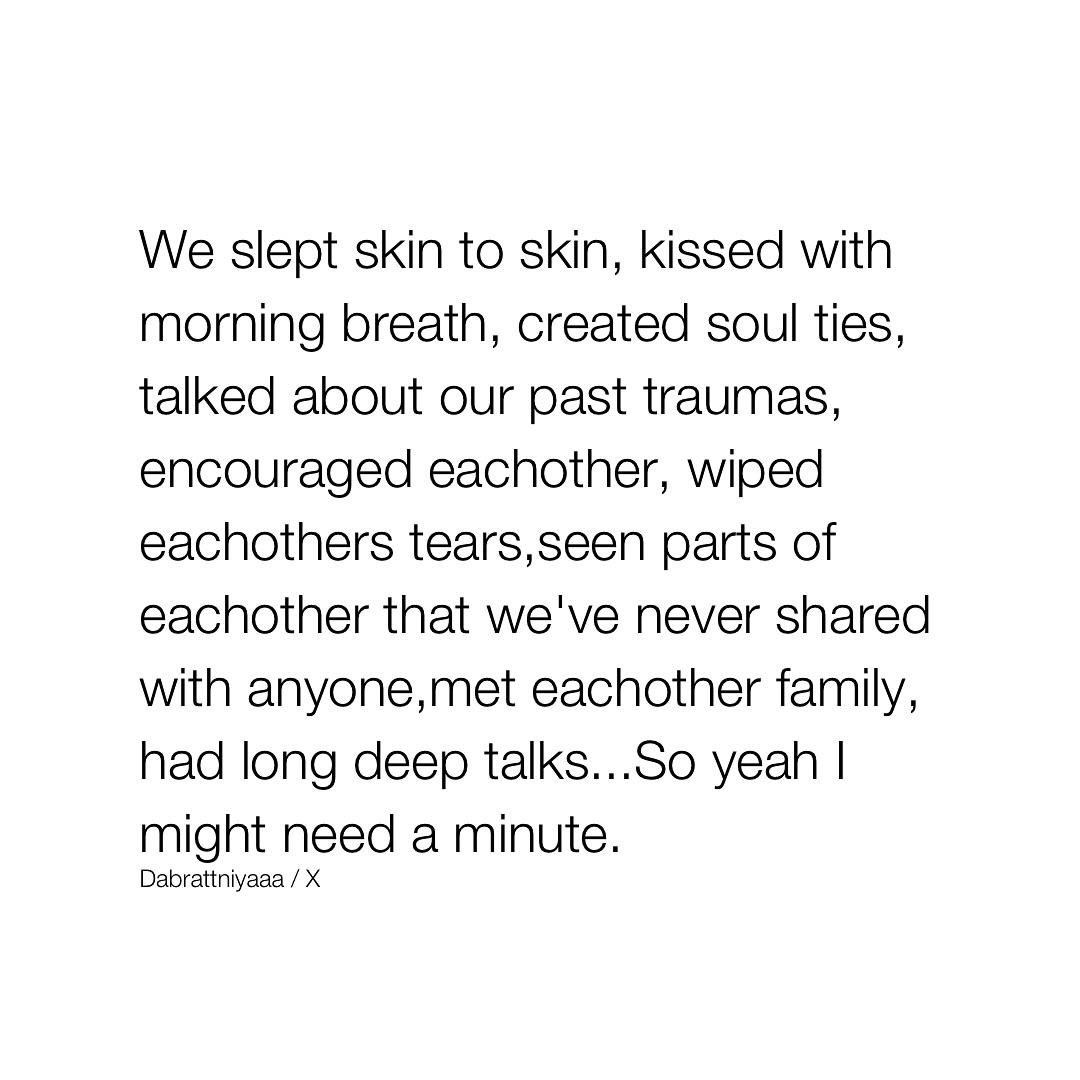 We slept skin to skin, kissed with
morning breath, created soul ties,
talked about our past traumas,
encouraged eachother, wiped
eachothers tears,seen parts of
eachother that we've never shared
with anyone,met eachother family,
had long deep talks...So yeah I
might need a minute.
Dabrattniyaaa / X